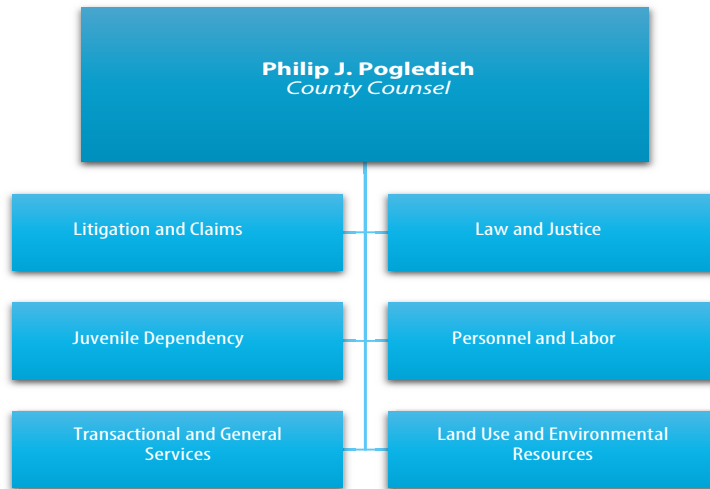 Philip J. Pogledich
County Counsel
Litigation and Claims
Law and Justice
Juvenile Dependency
Personnel and Labor
Transactional and General
Services
Land Use and Environmental
Resources